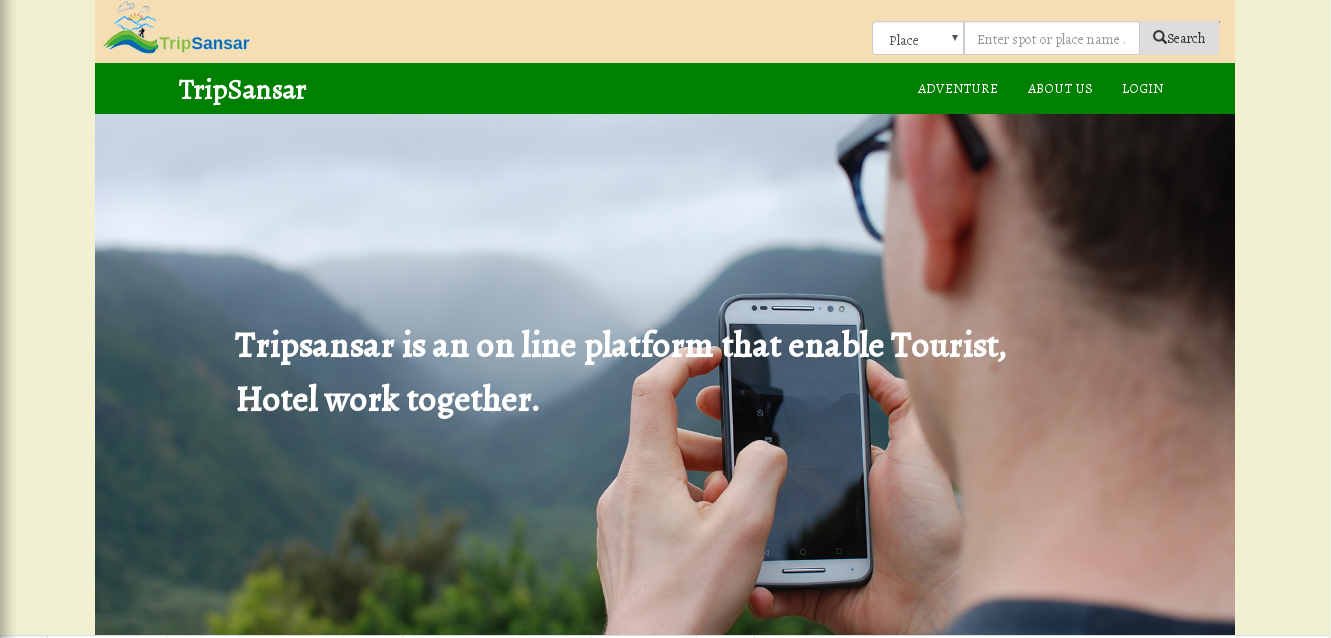 TripSansar
Place
Enter spot or place name .
Search
TripSansar
ADVENTURE
ABOUT US
LOGIN
Tripsansar is an on line platform that enable Tourist,
Hotel work together.